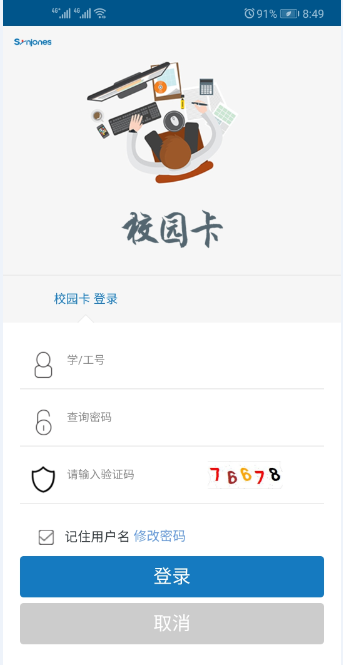 4G 4G 91% 8:49
Synjones
校园卡
校园卡 登录
学/工号
查询密码
请输入验证码 76678
记住用户名 修改密码
登录
取消